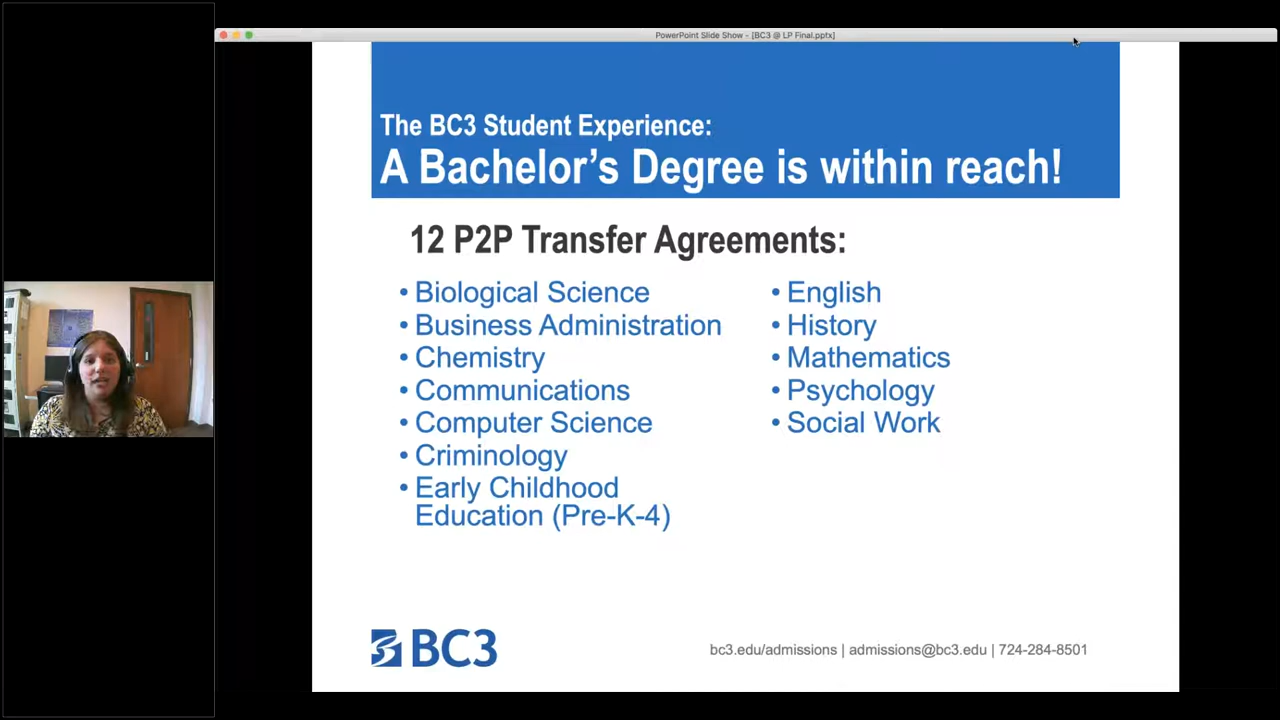 PowerPoint Slide Show - [BC3 @ LP Final.pptx]
The BC3 Student Experience:
A Bachelor's Degree is within reach!
12 P2P Transfer Agreements:
• Biological Science
• Business Administration
• Chemistry
• Communications
• Computer Science
• Criminology
• Early Childhood
Education (Pre-K-4)
• English
• History
• Mathematics
• Psychology
• Social Work
BC3
bc3.edu/admissions | admissions@bc3.edu | 724-284-8501